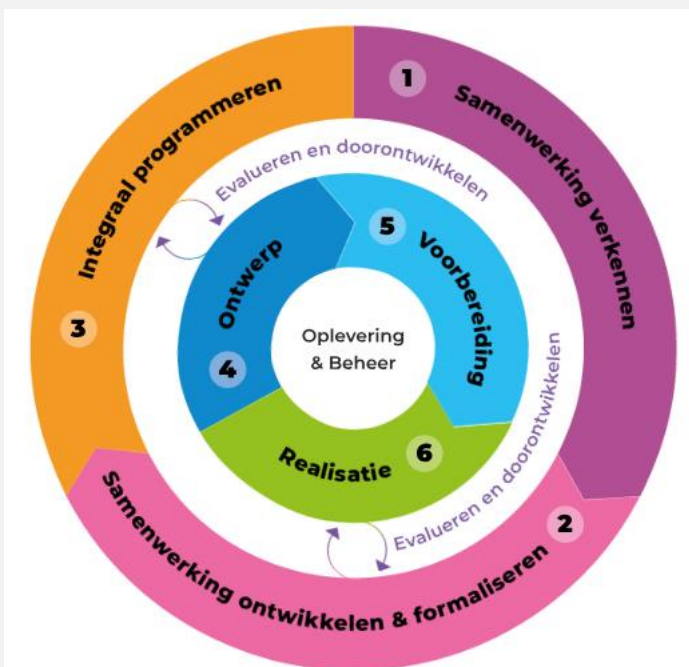 1
Samenwerking verkennen
2
Samenwerking ontwikkelen & formaliseren
3
Integraal programmeren
Evalueren en doorontwikkelen
Evalueren en doorontwikkelen
4
Ontwerp
5
Voorbereiding
6
Realisatie
Oplevering
& Beheer